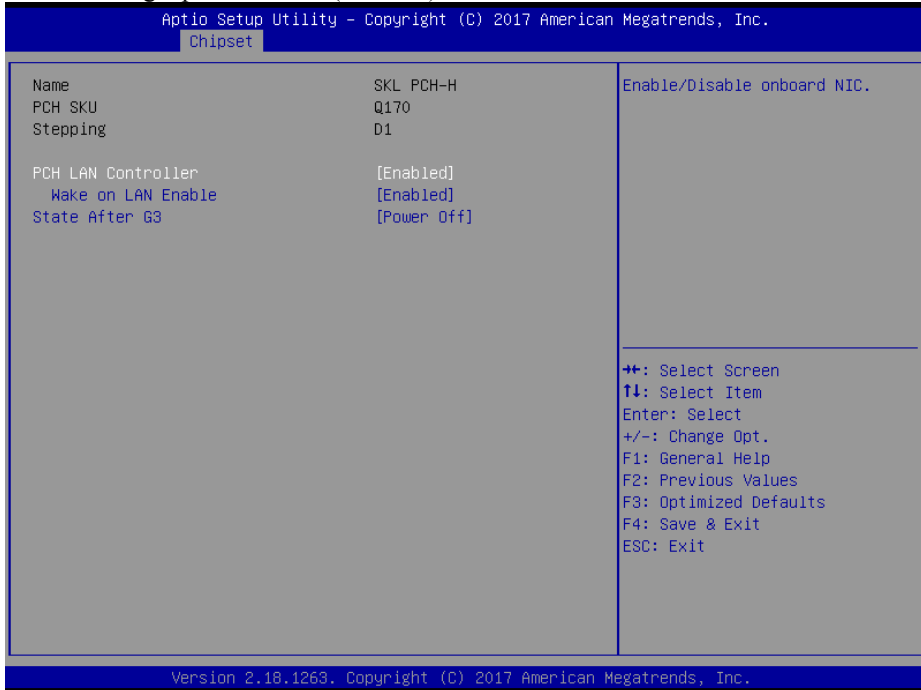 Aptio Setup Utility – Copyright (C) 2017 American Megatrends, Inc.
Chipset
Name SKL PCH-H
PCH SKU Q170
Stepping D1
PCH LAN Controller [Enabled]
Wake on LAN Enable [Enabled]
State After G3 [Power Off]
Enable/Disable onboard NIC.
→←: Select Screen
↑↓: Select Item
Enter: Select
+/-: Change Opt.
F1: General Help
F2: Previous Values
F3: Optimized Defaults
F4: Save & Exit
ESC: Exit
Version 2.18.1263. Copyright (C) 2017 American Megatrends, Inc.